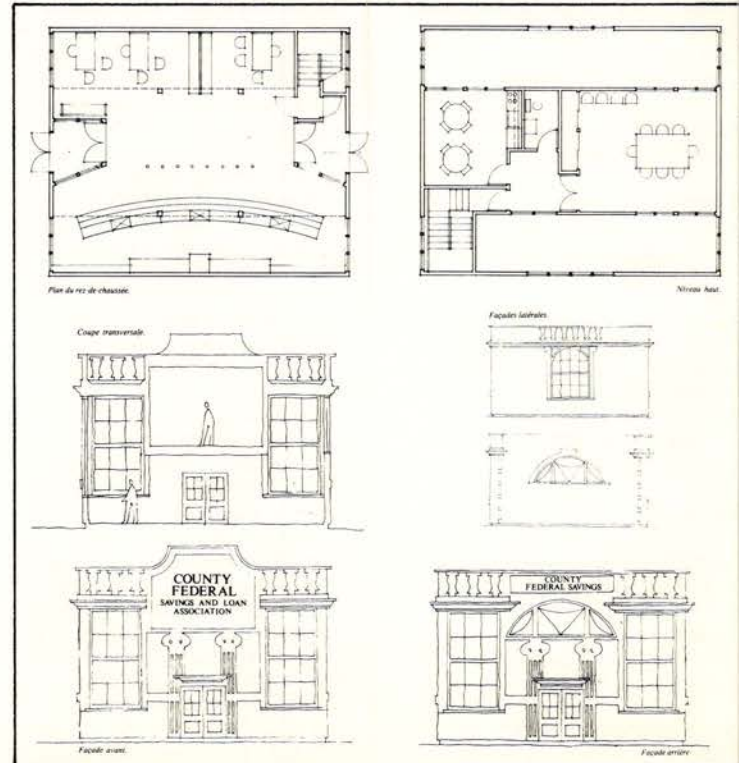 Plan du rez-de-chaussée.
Niveau haut.
Coupe transversale.
Façades latérales.
COUNTY
FEDERAL
SAVINGS AND LOAN
ASSOCIATION
Façade avant.
COUNTY
FEDERAL SAVINGS
Façade arrière